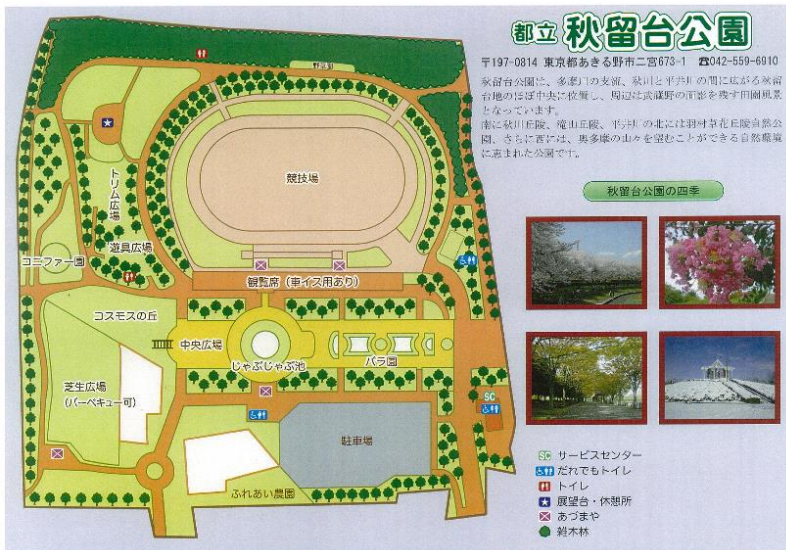 都立 秋留台公園
〒197-0814 東京都あきる野市二宮673-1 ☎042-559-6910
秋留台公園は、多摩川の支流、秋川と平井川の間に広がる秋留
台地のほぼ中央に位置し、周辺は武蔵野の面影を残す田園風景
となっています。
南に秋川丘陵、滝山丘陵、平井川の北には羽村草花丘陵自然公
園、さらに西には、奥多摩の山々を望むことができる自然環境
に恵まれた公園です。
秋留台公園の四季
トリム広場
競技場
遊具広場
コニファー園
観覧席(車イス用あり)
コスモスの丘
中央広場
じゃぶじゃぶ池
バラ園
芝生広場
(バーベキュー可)
SC
駐車場
ふれあい農園
SC サービスセンター
だれでもトイレ
トイレ
展望台・休憩所
あづまや
雑木林